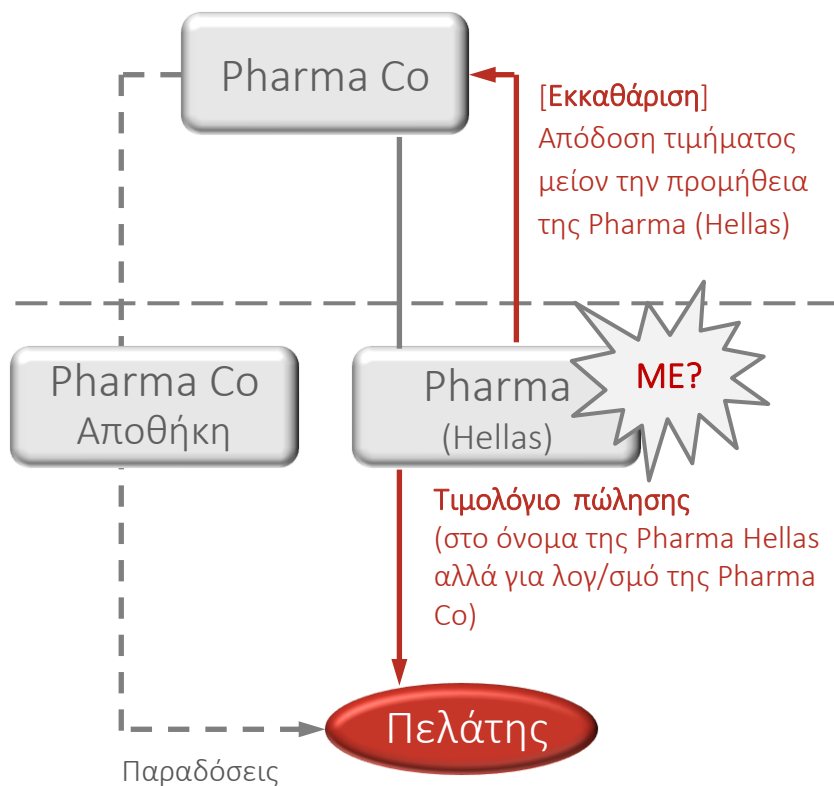 Pharma Co
[Εκκαθάριση]
Απόδοση τιμήματος
μείον την προμήθεια
της Pharma (Hellas)
Pharma Co
Αποθήκη
Pharma
(Hellas)
ΜΕ?
Τιμολόγιο πώλησης
(στο όνομα της Pharma Hellas
αλλά για λογ/σμό της Pharma
Co)
Πελάτης
Παραδόσεις